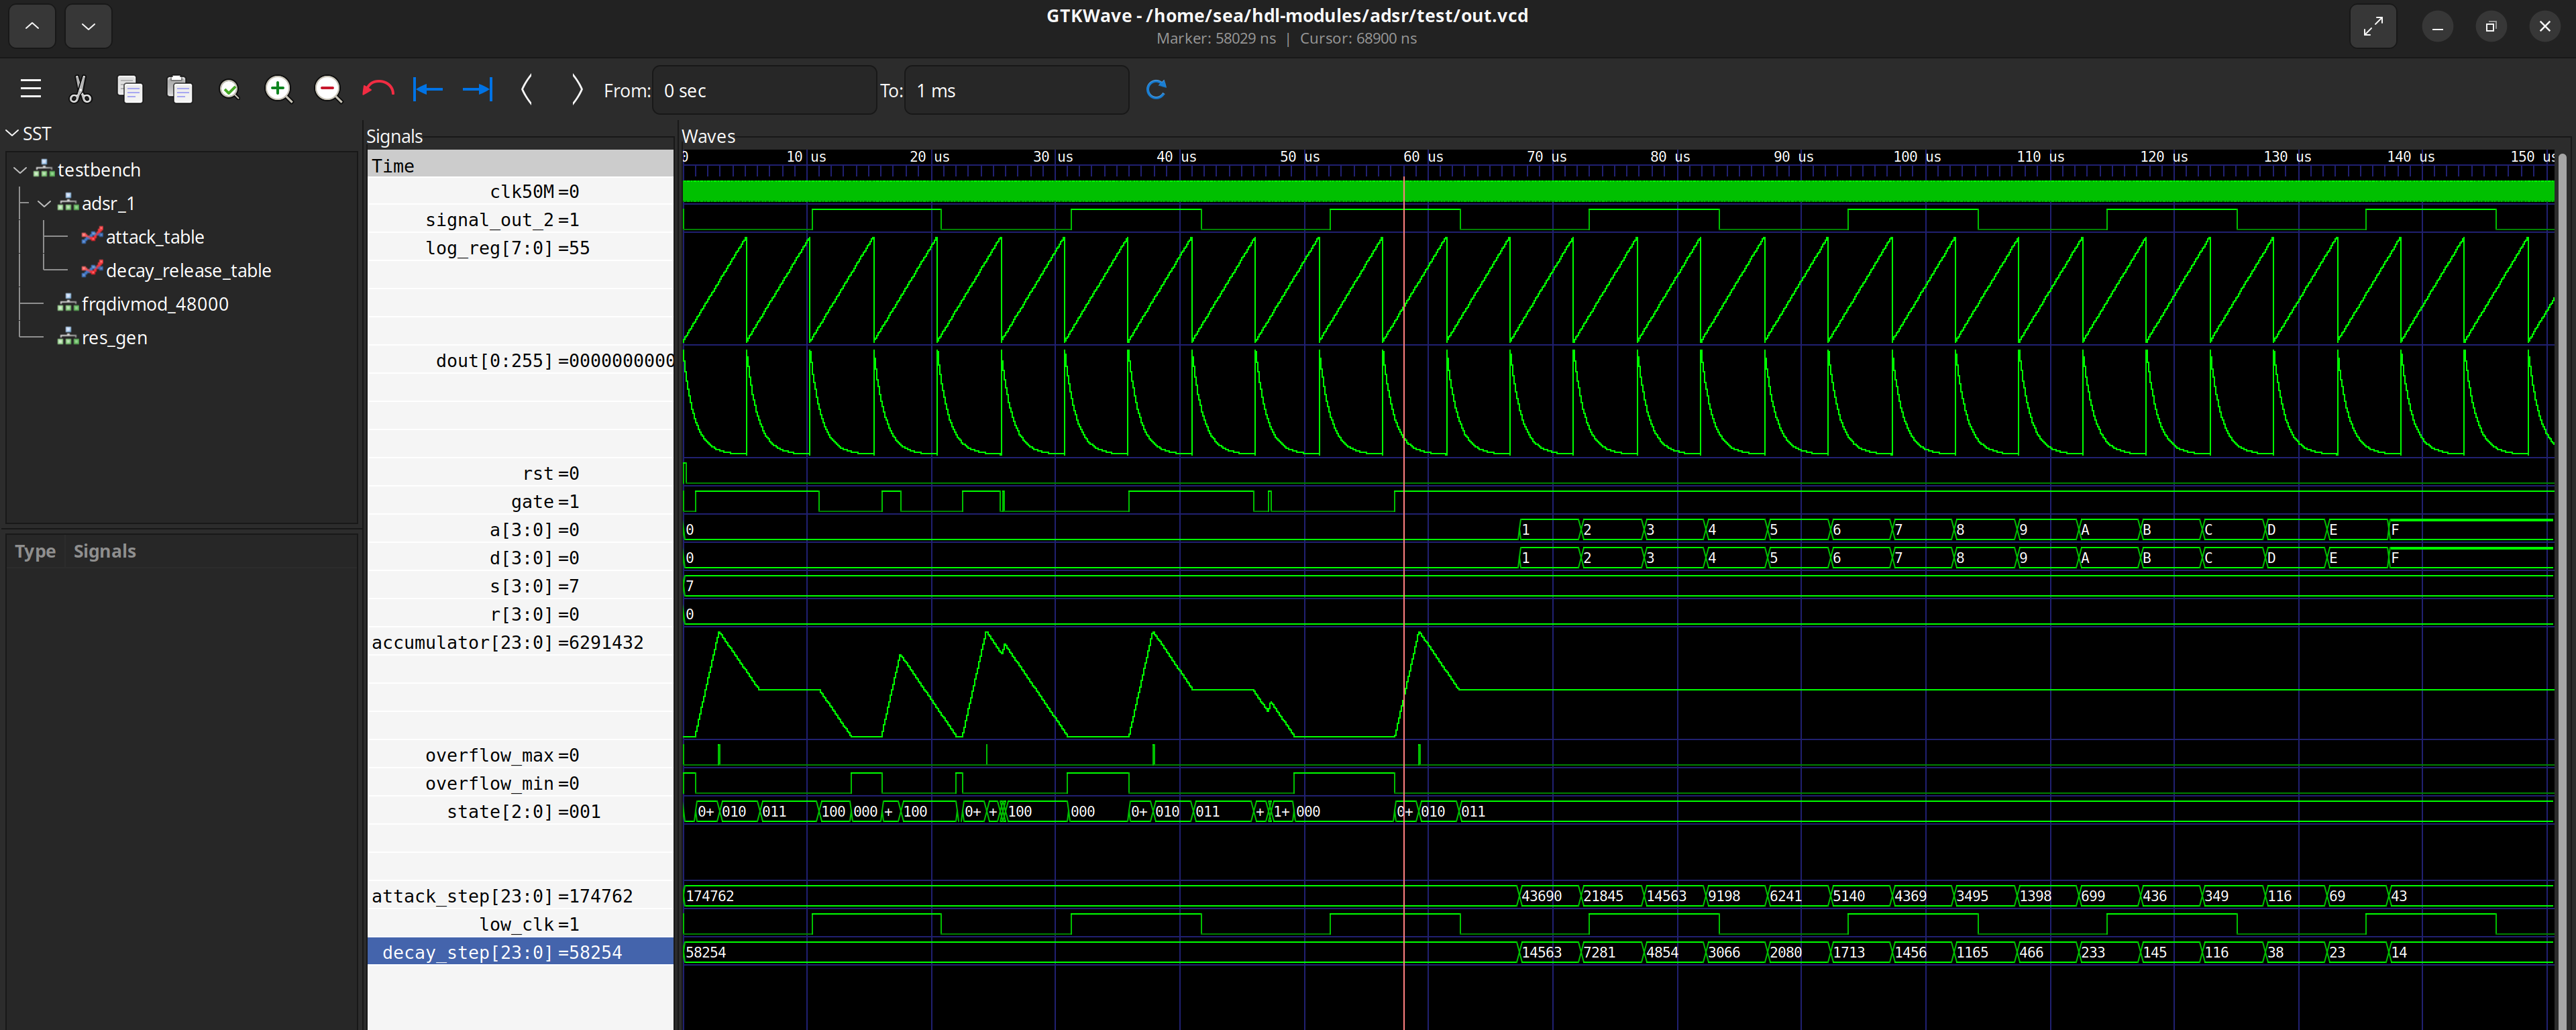 GTKWave - /home/sea/hdl-modules/adsr/test/out.vcd
Marker: 58029 ns | Cursor: 68900 ns
From: 0 sec To: 1 ms
SST
testbench
adsr_1
attack_table
decay_release_table
frqdivmod_48000
res_gen
Type Signals
Signals
Time
clk50M=0
signal_out_2=1
log_reg[7:0]=55
dout[0:255]=0000000000
rst=0
gate=1
a[3:0]=0
d[3:0]=0
s[3:0]=7
r[3:0]=0
accumulator[23:0]=6291432
overflow_max=0
overflow_min=0
state[2:0]=001
attack_step[23:0]=174762
low_clk=1
decay_step[23:0]=58254
Waves
0 10 us 20 us 30 us 40 us 50 us 60 us 70 us 80 us 90 us 100 us 110 us 120 us 130 us 140 us 150 us
0 1 2 3 4 5 6 7 8 9 A B C D E F
0 1 2 3 4 5 6 7 8 9 A B C D E F
7
0
0+ 010 011 100 000 + 100 0+ + 100 000 0+ 010 011 + 1+ 000 0+ 010 011
174762 43690 21845 14563 9198 6241 5140 4369 3495 1398 699 436 349 116 69 43
58254 14563 7281 4854 3066 2080 1713 1456 1165 466 233 145 116 38 23 14